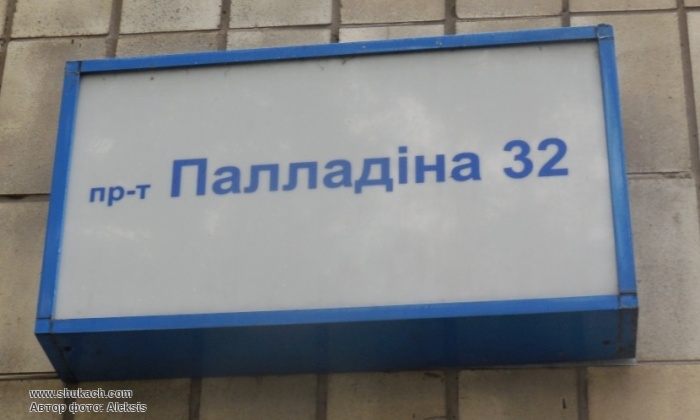 пр-т Палладіна 32
www.shukach.com
Автор фото: Aleksis